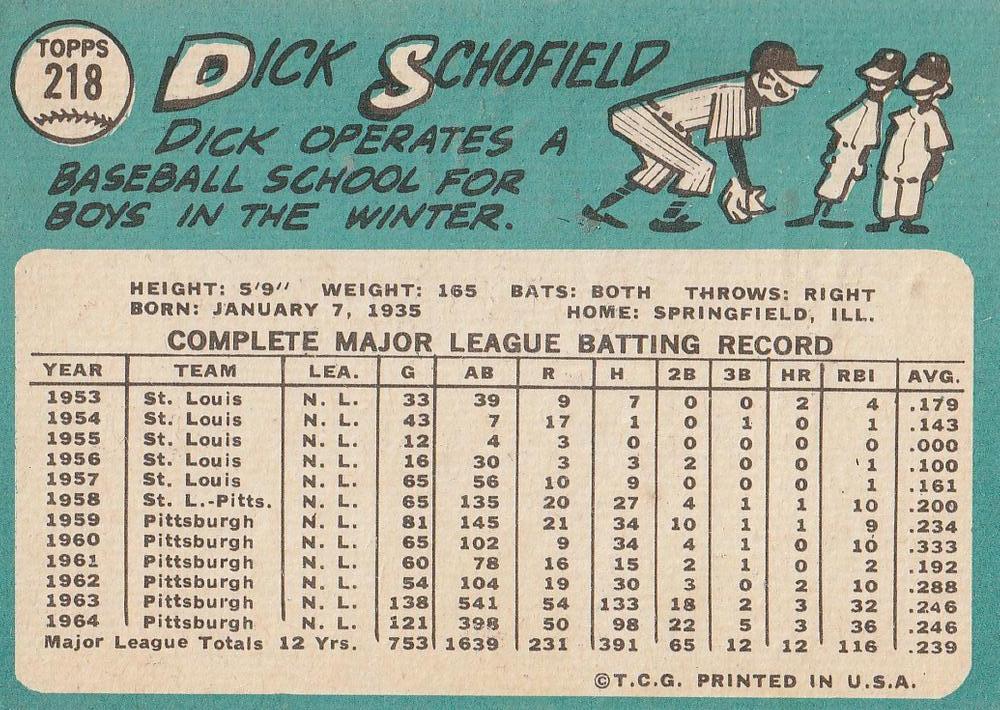 TOPPS
218
DICK SCHOFIELD
DICK OPERATES A
BASEBALL SCHOOL FOR
BOYS IN THE WINTER.
HEIGHT: 5'9" WEIGHT: 165 BATS: BOTH THROWS: RIGHT
BORN: JANUARY 7, 1935 HOME: SPRINGFIELD, ILL.
COMPLETE MAJOR LEAGUE BATTING RECORD
YEAR TEAM LEA. G AB R H 2B 3B HR RBI AVG.
1953 St. Louis N. L. 33 39 9 7 0 0 2 4 .179
1954 St. Louis N. L. 43 7 17 1 0 1 0 1 .143
1955 St. Louis N. L. 12 4 3 0 0 0 0 0 .000
1956 St. Louis N. L. 16 30 3 3 2 0 0 1 .100
1957 St. Louis N. L. 65 56 10 9 0 0 0 1 .161
1958 St. L.-Pitts. N. L. 65 135 20 27 4 1 1 10 .200
1959 Pittsburgh N. L. 81 145 21 34 10 1 1 9 .234
1960 Pittsburgh N. L. 65 102 9 34 4 1 0 10 .333
1961 Pittsburgh N. L. 60 78 16 15 2 1 0 2 .192
1962 Pittsburgh N. L. 54 104 19 30 3 0 2 10 .288
1963 Pittsburgh N. L. 138 541 54 133 18 2 3 32 .246
1964 Pittsburgh N. L. 121 398 50 98 22 5 3 36 .246
Major League Totals 12 Yrs. 753 1639 231 391 65 12 12 116 .239
©T.C.G. PRINTED IN U.S.A.